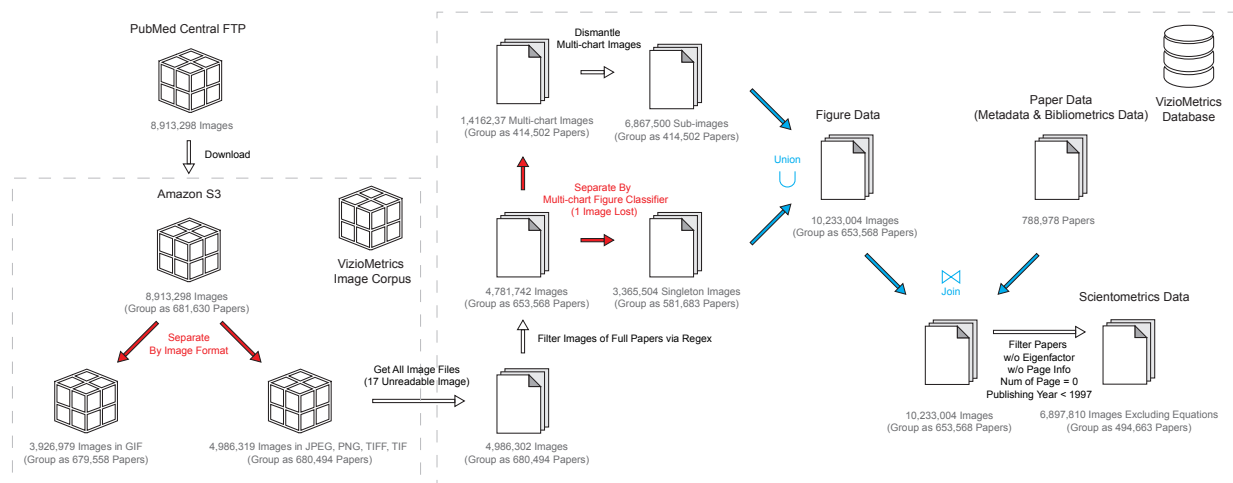 PubMed Central FTP
8,913,298 Images
Download
Amazon S3
VizioMetrics
Image Corpus
8,913,298 Images
(Group as 681,630 Papers)
Separate
By Image Format
3,926,979 Images in GIF
(Group as 679,558 Papers)
4,986,319 Images in JPEG, PNG, TIFF, TIF
(Group as 680,494 Papers)
Get All Image Files
(17 Unreadable Image)
4,986,302 Images
(Group as 680,494 Papers)
Filter Images of Full Papers via Regex
4,781,742 Images
(Group as 653,568 Papers)
Separate By
Multi-chart Figure Classifier
(1 Image Lost)
3,365,504 Singleton Images
(Group as 581,683 Papers)
1,4162,37 Multi-chart Images
(Group as 414,502 Papers)
Dismantle
Multi-chart Images
6,867,500 Sub-images
(Group as 414,502 Papers)
Union
Figure Data
10,233,004 Images
(Group as 653,568 Papers)
Paper Data
(Metadata & Bibliometrics Data)
788,978 Papers
VizioMetrics
Database
Join
10,233,004 Images
(Group as 653,568 Papers)
Filter Papers
w/o Eigenfactor
w/o Page Info
Num of Page = 0
Publishing Year < 1997
Scientometrics Data
6,897,810 Images Excluding Equations
(Group as 494,663 Papers)